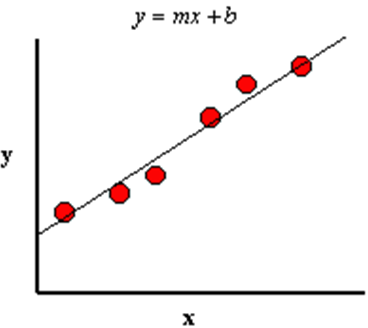 y = mx + b
y
x